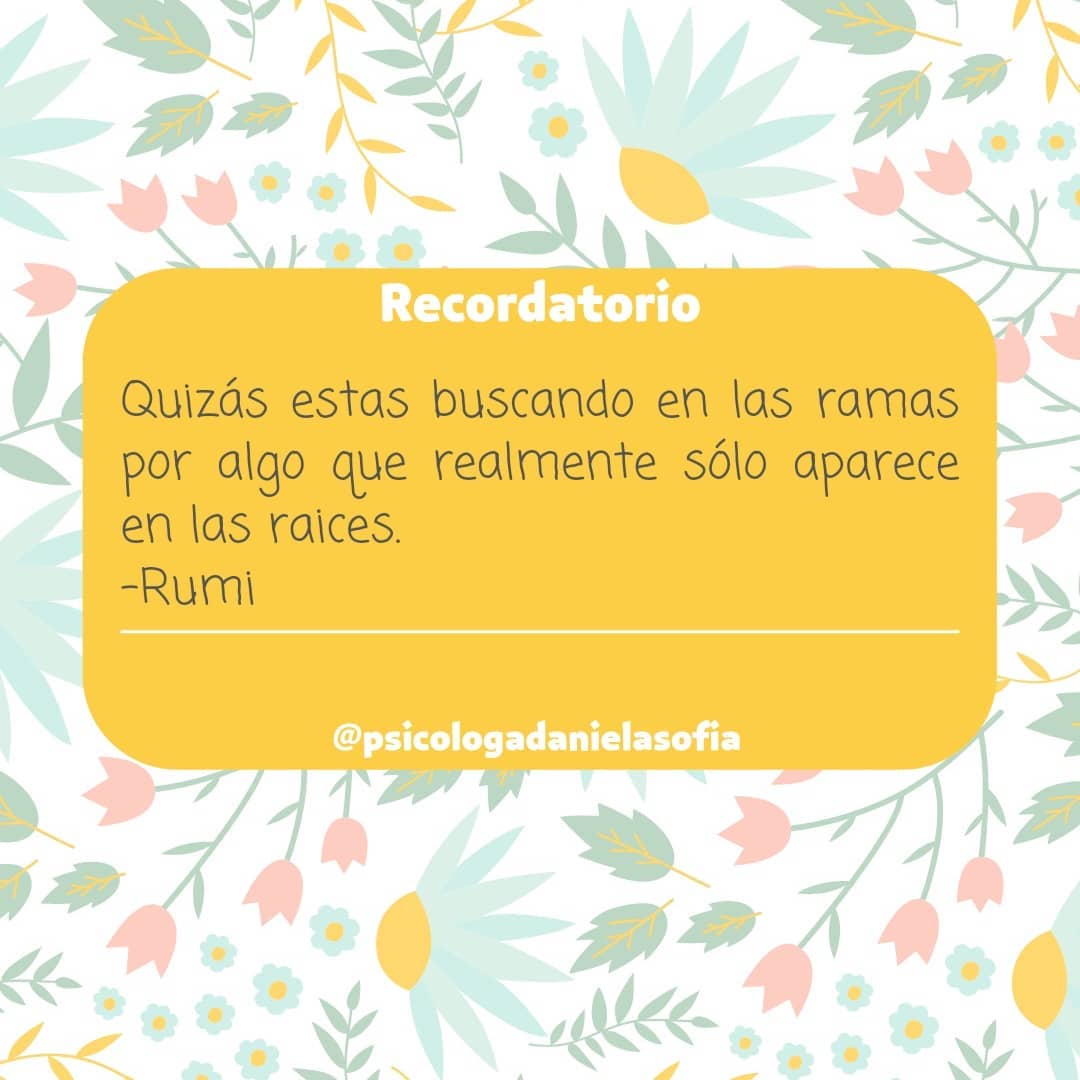 Recordatorio
Quizás estas buscando en las ramas
por algo que realmente sólo aparece
en las raices.
-Rumi
@psicologadanielasofia